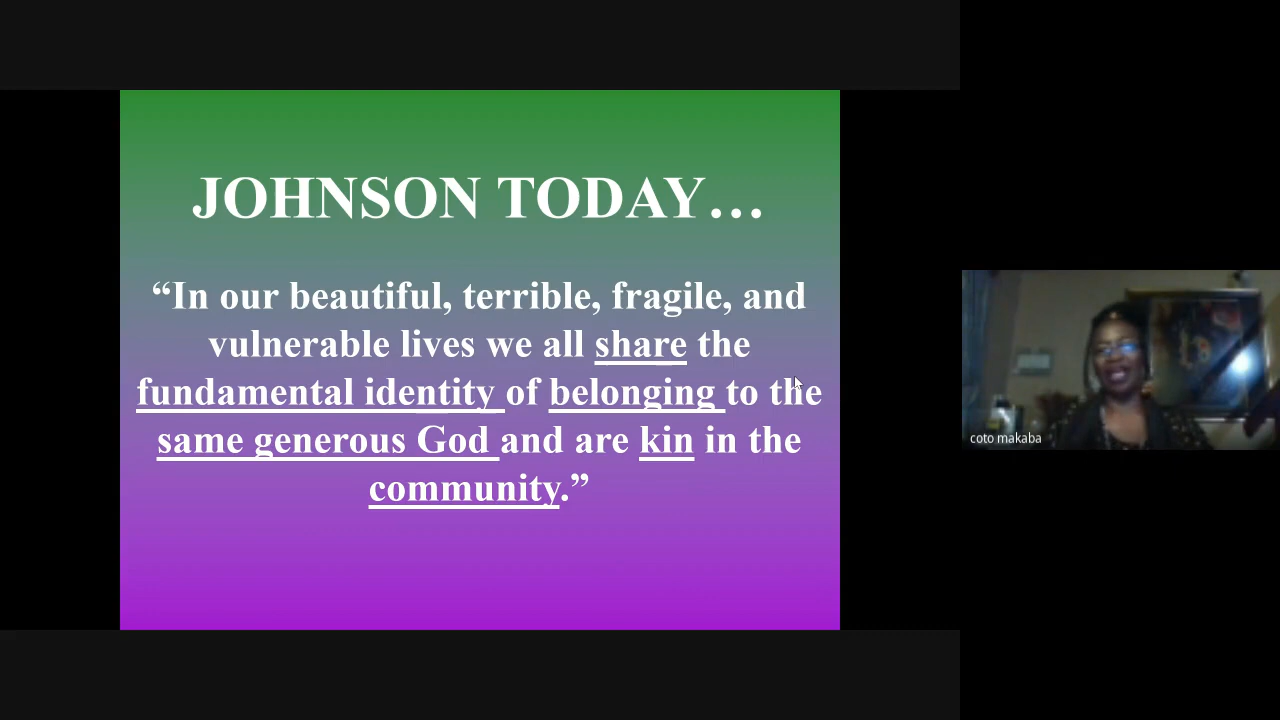 JOHNSON TODAY…
“In our beautiful, terrible, fragile, and
vulnerable lives we all share the
fundamental identity of belonging to the
same generous God and are kin in the
community.”
coto makaba